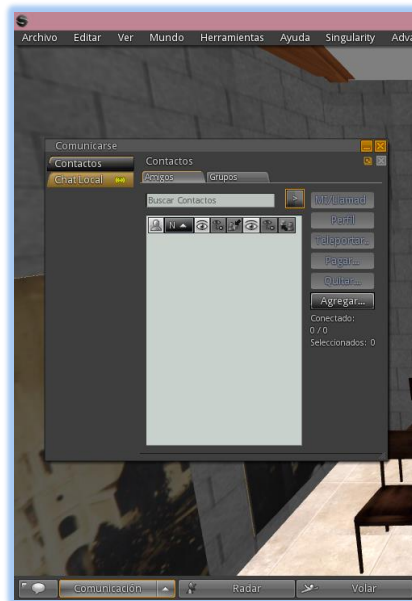 Archivo Editar Ver Mundo Herramientas Ayuda Singularity Adva
Comunicarse
Contactos
Chat Local
Contactos
Amigos Grupos
Buscar Contactos >
N
MI/Llamad
Perfil
Teleportar...
Pagar...
Quitar...
Agregar...
Conectado:
0 / 0
Seleccionados: 0
Comunicación Radar Volar